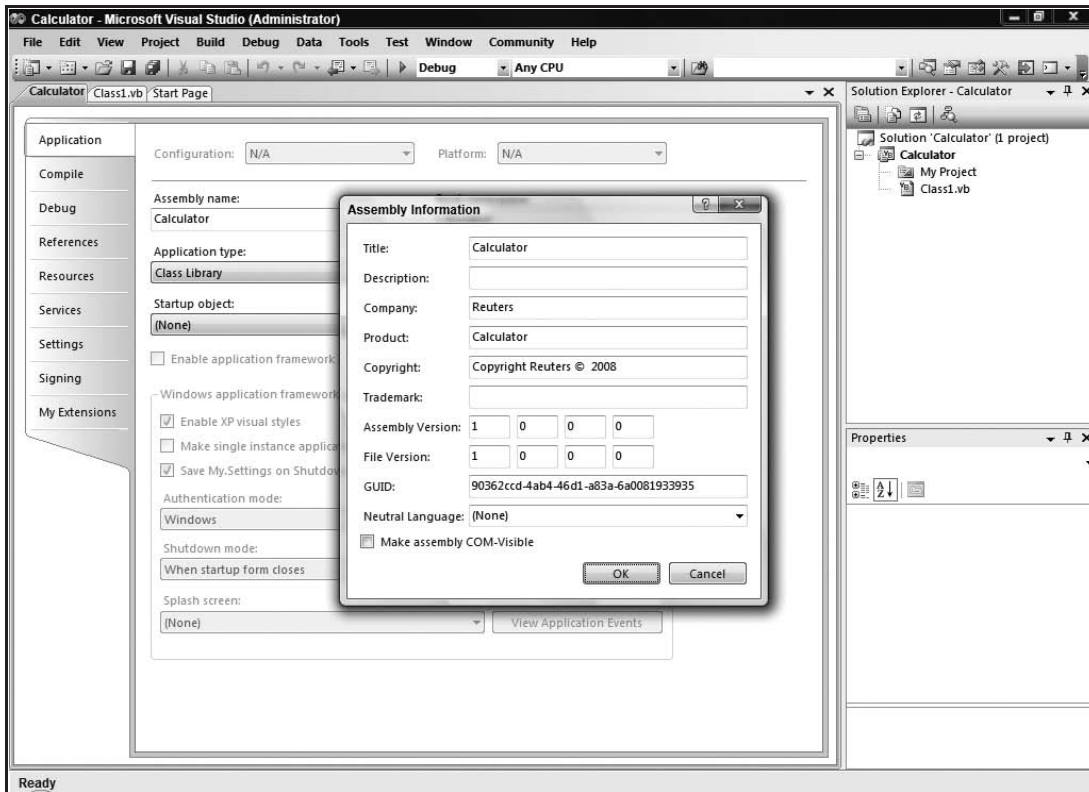 Calculator - Microsoft Visual Studio (Administrator)
File Edit View Project Build Debug Data Tools Test Window Community Help
Debug Any CPU
Calculator Class1.vb Start Page
Application
Compile
Debug
References
Resources
Services
Settings
Signing
My Extensions
Configuration: N/A Platform: N/A
Assembly name:
Calculator
Application type:
Class Library
Startup object:
(None)
Enable application framework
Windows application framework
Enable XP visual styles
Make single instance applica
Save My.Settings on Shutdo
Authentication mode:
Windows
Shutdown mode:
When startup form closes
Splash screen:
(None) View Application Events
Assembly Information
Title: Calculator
Description:
Company: Reuters
Product: Calculator
Copyright: Copyright Reuters © 2008
Trademark:
Assembly Version: 1 0 0 0
File Version: 1 0 0 0
GUID: 90362ccd-4ab4-46d1-a83a-6a0081933935
Neutral Language: (None)
Make assembly COM-Visible
OK Cancel
Solution Explorer - Calculator
Solution 'Calculator' (1 project)
Calculator
My Project
Class1.vb
Properties
Ready